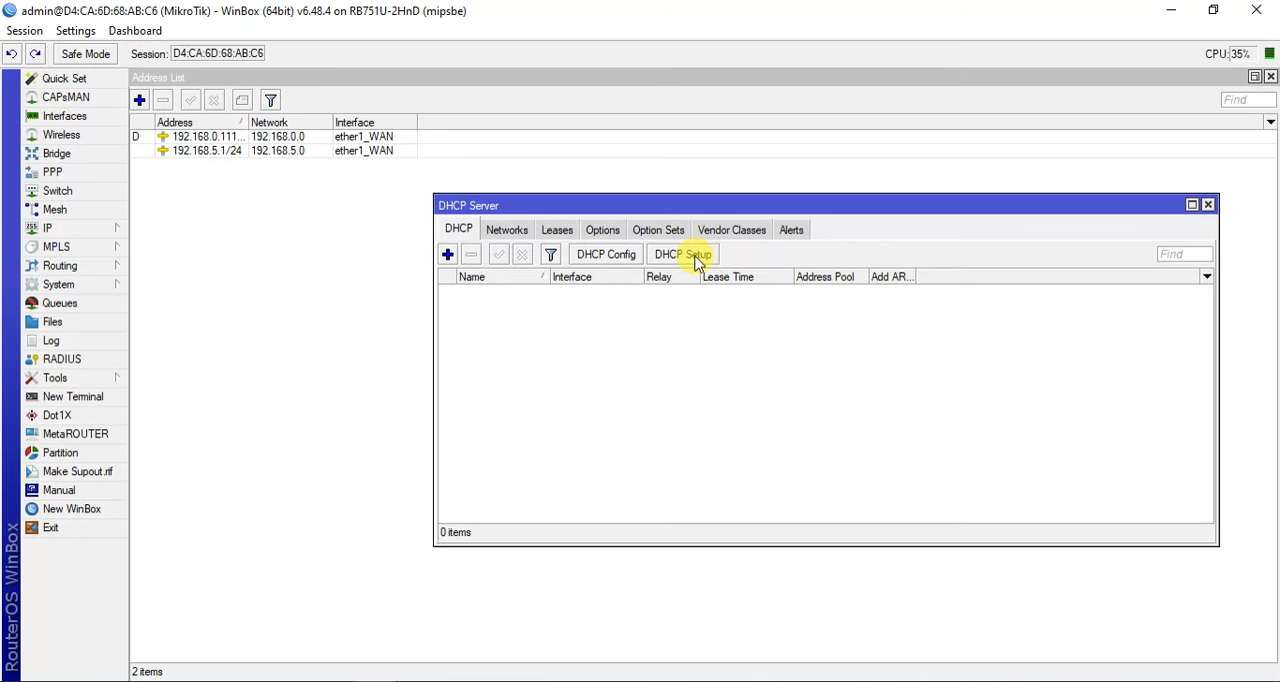 admin@D4:CA:6D:68:AB:C6 (MikroTik) - WinBox (64bit) v6.48.4 on RB751U-2HnD (mipsbe)
Session Settings Dashboard
Safe Mode Session: D4:CA:6D:68:AB:C6 CPU: 35%
Quick Set
CAPsMAN
Interfaces
Wireless
Bridge
PPP
Switch
Mesh
IP
MPLS
Routing
System
Queues
Files
Log
RADIUS
Tools
New Terminal
Dot1X
MetaROUTER
Partition
Make Supout.rif
Manual
New WinBox
Exit
RouterOS WinBox
Address List
Find
Address Network Interface
D 192.168.0.111... 192.168.0.0 ether1_WAN
192.168.5.1/24 192.168.5.0 ether1_WAN
DHCP Server
DHCP Networks Leases Options Option Sets Vendor Classes Alerts
DHCP Config DHCP Setup Find
Name Interface Relay Lease Time Address Pool Add AR...
0 items
2 items